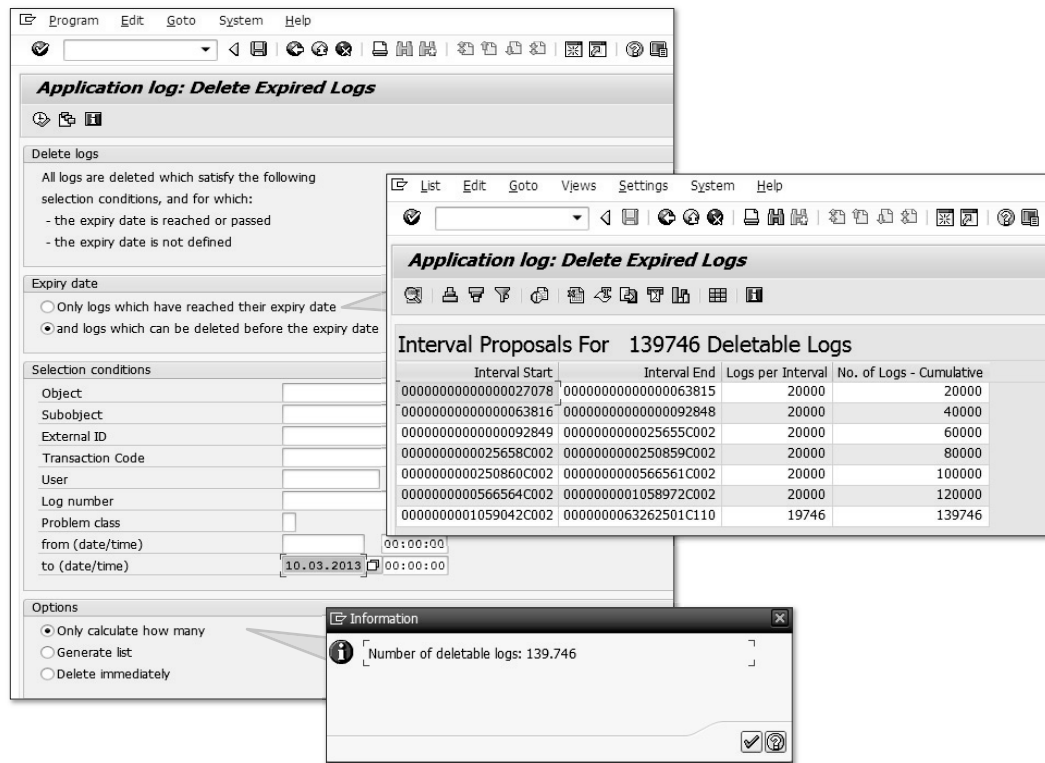 Program Edit Goto System Help
Application log: Delete Expired Logs
Delete logs
All logs are deleted which satisfy the following
selection conditions, and for which:
- the expiry date is reached or passed
- the expiry date is not defined
Expiry date
Only logs which have reached their expiry date
and logs which can be deleted before the expiry date
Selection conditions
Object
Subobject
External ID
Transaction Code
User
Log number
Problem class
from (date/time) 00:00:00
to (date/time) 10.03.2013 00:00:00
Options
Only calculate how many
Generate list
Delete immediately
List Edit Goto Views Settings System Help
Application log: Delete Expired Logs
Interval Proposals For 139746 Deletable Logs
Interval Start Interval End Logs per Interval No. of Logs - Cumulative
00000000000000027078 00000000000000063815 20000 20000
00000000000000063816 00000000000000092848 20000 40000
00000000000000092849 0000000000025655C002 20000 60000
0000000000025658C002 0000000000250859C002 20000 80000
0000000000250860C002 0000000000566561C002 20000 100000
0000000000566564C002 0000000001058972C002 20000 120000
0000000001059042C002 0000000063262501C110 19746 139746
Information
Number of deletable logs: 139.746